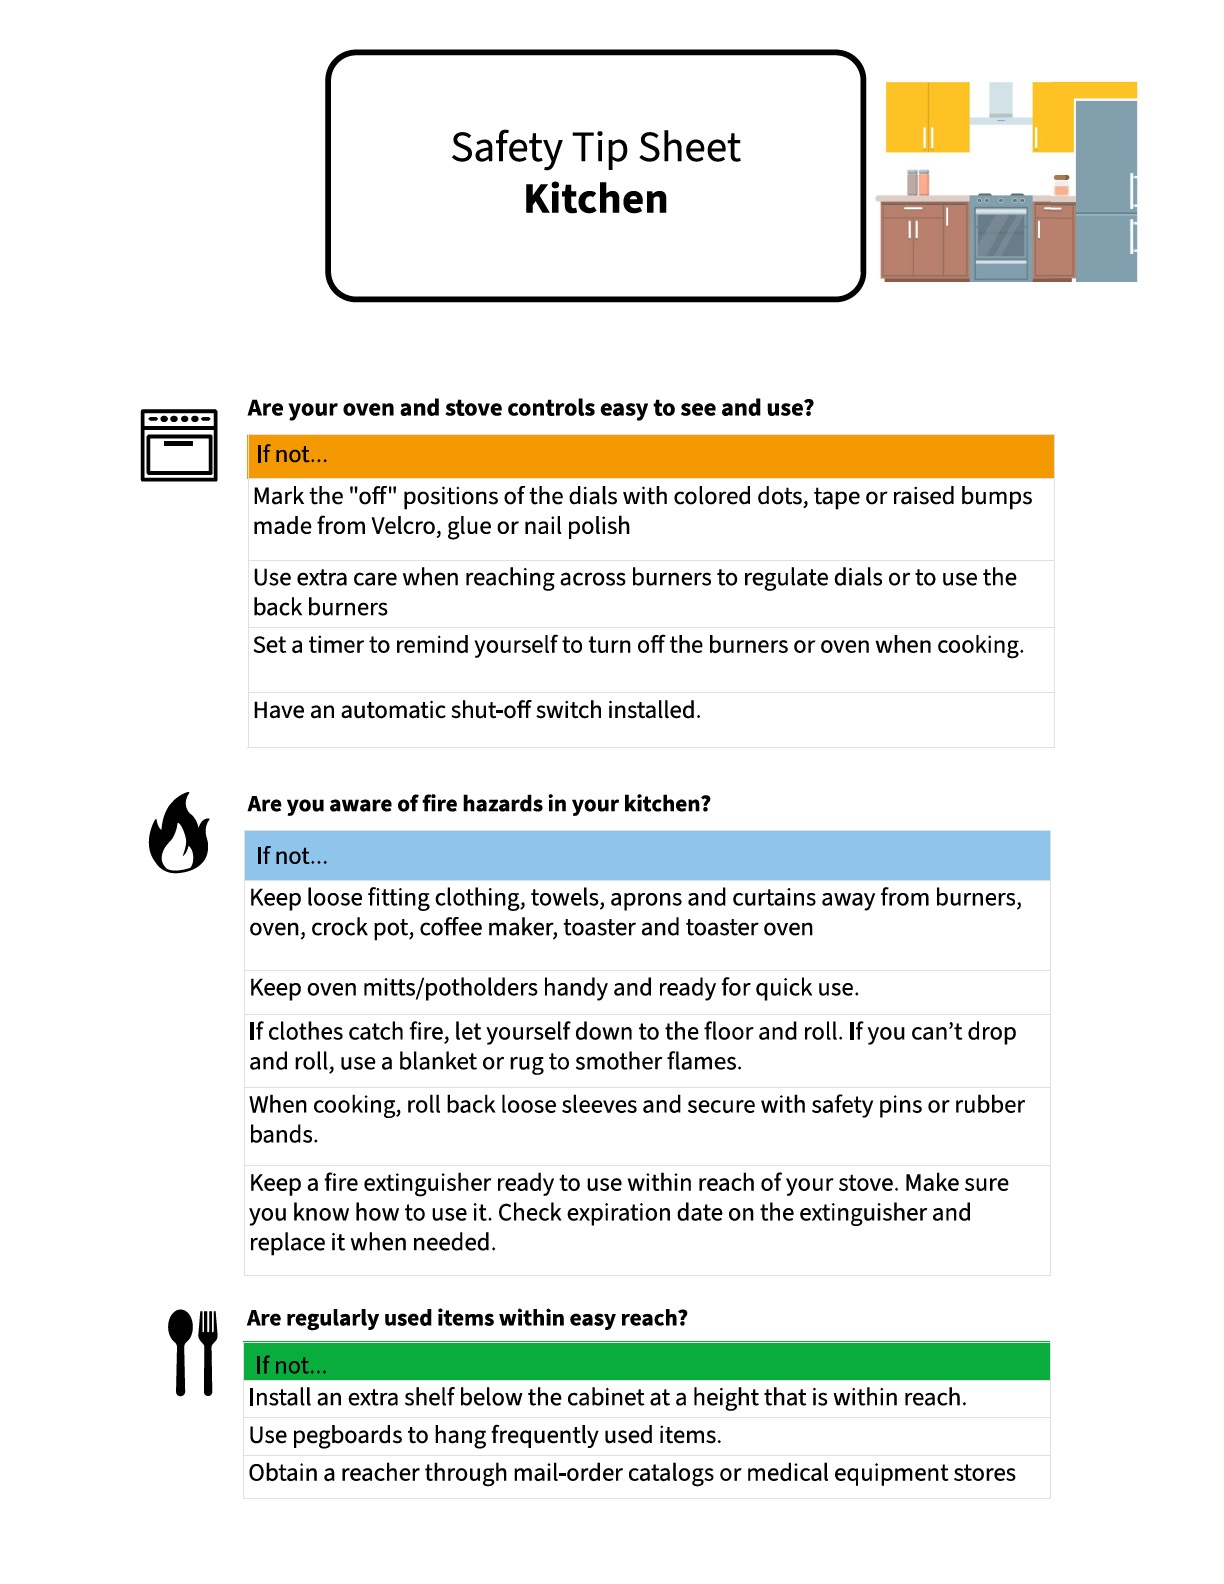 Safety Tip Sheet
Kitchen
Are your oven and stove controls easy to see and use?
If not...
Mark the "off" positions of the dials with colored dots, tape or raised bumps
made from Velcro, glue or nail polish
Use extra care when reaching across burners to regulate dials or to use the
back burners
Set a timer to remind yourself to turn off the burners or oven when cooking.
Have an automatic shut-off switch installed.
Are you aware of fire hazards in your kitchen?
If not...
Keep loose fitting clothing, towels, aprons and curtains away from burners,
oven, crock pot, coffee maker, toaster and toaster oven
Keep oven mitts/potholders handy and ready for quick use.
If clothes catch fire, let yourself down to the floor and roll. If you can’t drop
and roll, use a blanket or rug to smother flames.
When cooking, roll back loose sleeves and secure with safety pins or rubber
bands.
Keep a fire extinguisher ready to use within reach of your stove. Make sure
you know how to use it. Check expiration date on the extinguisher and
replace it when needed.
Are regularly used items within easy reach?
If not...
Install an extra shelf below the cabinet at a height that is within reach.
Use pegboards to hang frequently used items.
Obtain a reacher through mail-order catalogs or medical equipment stores